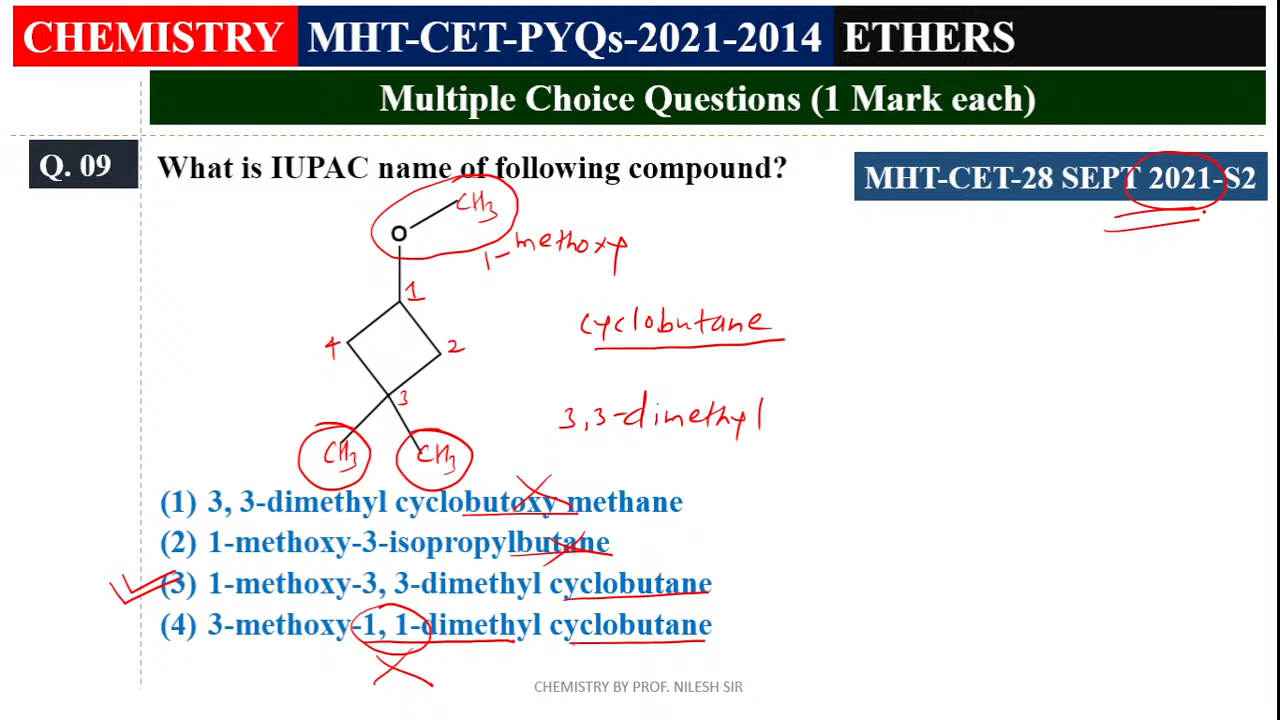 CHEMISTRY MHT-CET-PYQs-2021-2014 ETHERS
Multiple Choice Questions (1 Mark each)
Q. 09 What is IUPAC name of following compound? MHT-CET-28 SEPT 2021-S2
CH3
O
1-methoxy
1
cyclobutane
4 2
3
3,3-dimethyl
CH3 CH3
(1) 3, 3-dimethyl cyclobutoxy methane
(2) 1-methoxy-3-isopropylbutane
(3) 1-methoxy-3, 3-dimethyl cyclobutane
(4) 3-methoxy-1, 1-dimethyl cyclobutane
CHEMISTRY BY PROF. NILESH SIR